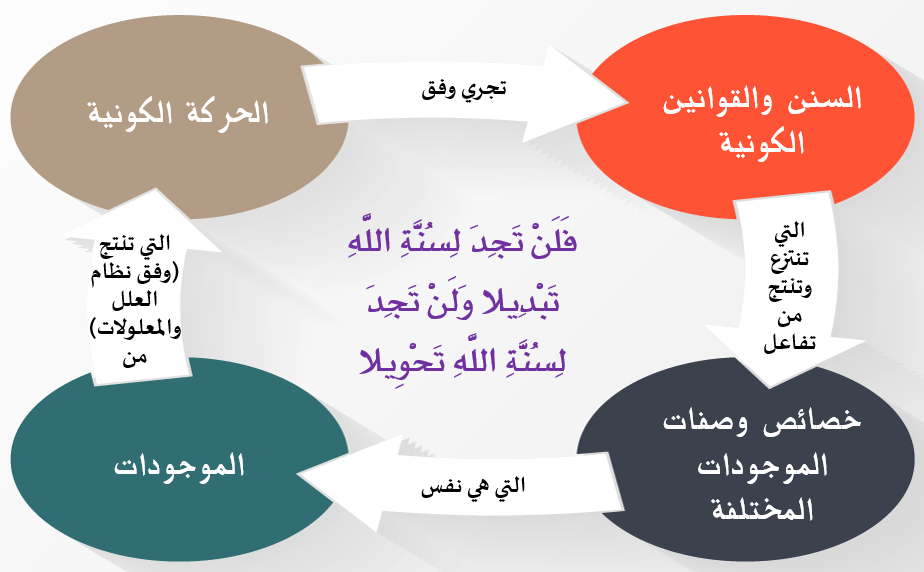 الحركة الكونية
تجري وفق
السنن والقوانين
الكونية
التي
تنتزع
وتنتج
من
تفاعل
خصائص وصفات
الموجودات
المختلفة
التي هي نفس
الموجودات
التي تنتج
(وفق نظام
العلل
والمعلولات)
من
فَلَنْ تَجِدَ لِسُنَّةِ اللَّهِ
تَبْدِيلا وَلَنْ تَجِدَ
لِسُنَّةِ اللَّهِ تَحْوِيلا